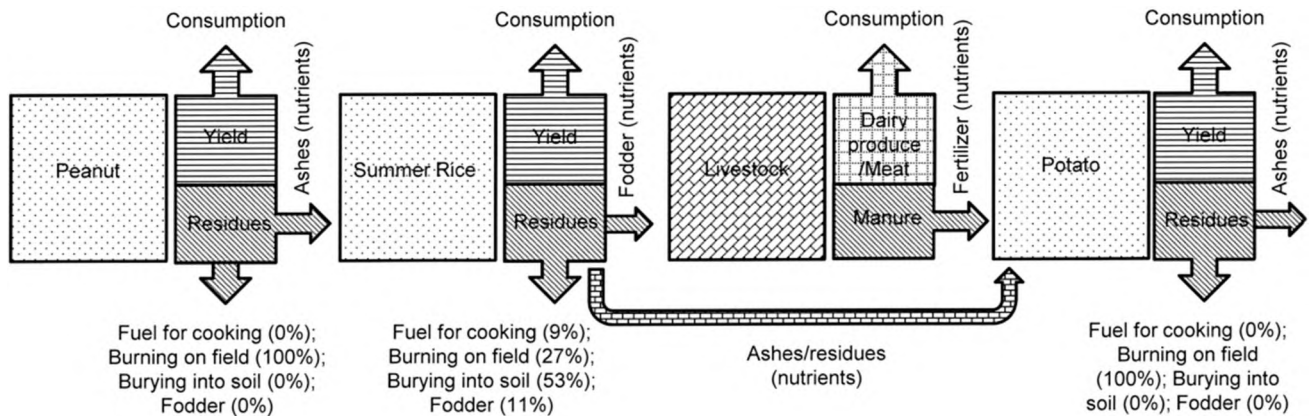 Consumption
Ashes (nutrients)
Yield
Peanut
Residues
Fuel for cooking (0%);
Burning on field (100%);
Burying into soil (0%);
Fodder (0%)
Consumption
Fodder (nutrients)
Yield
Summer Rice
Residues
Fuel for cooking (9%);
Burning on field (27%);
Burying into soil (53%);
Fodder (11%)
Fertilizer (nutrients)
Dairy
produce
/Meat
Livestock
Manure
Consumption
Ashes/residues
(nutrients)
Consumption
Ashes (nutrients)
Yield
Potato
Residues
Fuel for cooking (0%);
Burning on field
(100%); Burying into
soil (0%); Fodder (0%)